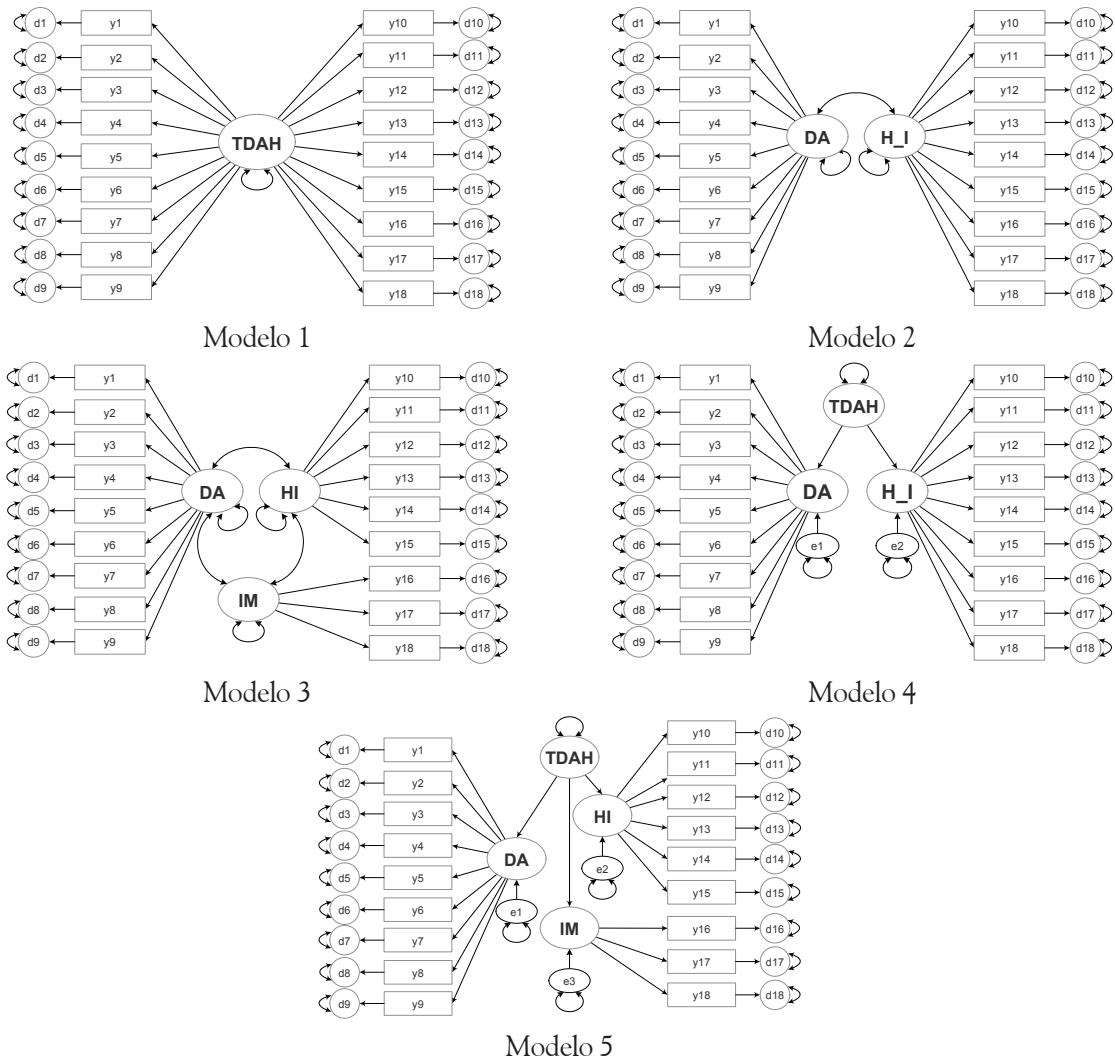 d1 y1 y10 d10
d2 y2 y11 d11
d3 y3 y12 d12
d4 y4 y13 d13
TDAH
d5 y5 y14 d14
d6 y6 y15 d15
d7 y7 y16 d16
d8 y8 y17 d17
d9 y9 y18 d18
Modelo 1
d1 y1 y10 d10
d2 y2 y11 d11
d3 y3 y12 d12
d4 y4 y13 d13
DA H_I
d5 y5 y14 d14
d6 y6 y15 d15
d7 y7 y16 d16
d8 y8 y17 d17
d9 y9 y18 d18
Modelo 2
d1 y1 y10 d10
d2 y2 y11 d11
d3 y3 y12 d12
d4 y4 y13 d13
DA HI
d5 y5 y14 d14
d6 y6 y15 d15
d7 y7 y16 d16
IM
d8 y8 y17 d17
d9 y9 y18 d18
Modelo 3
d1 y1 y10 d10
TDAH
d2 y2 y11 d11
d3 y3 y12 d12
d4 y4 y13 d13
DA H_I
d5 y5 y14 d14
d6 y6 e1 e2 y15 d15
d7 y7 y16 d16
d8 y8 y17 d17
d9 y9 y18 d18
Modelo 4
y10 d10
d1 y1 TDAH y11 d11
d2 y2 y12 d12
d3 y3 HI y13 d13
d4 y4 DA y14 d14
d5 y5 e2 y15 d15
d6 y6 e1 y16 d16
IM
d7 y7 y17 d17
d8 y8 e3 y18 d18
d9 y9
Modelo 5